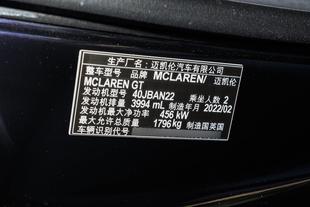 生产厂名：迈凯伦汽车有限公司
整车型号 品牌 MCLAREN/ 迈凯伦
MCLAREN GT
发动机型号 40JBAN22 乘坐人数 2
发动机排量 3994 mL 制造年月 2022/02
发动机最大净功率 456 kW
最大允许总质量 1796kg 制造国英国
车辆识别代号